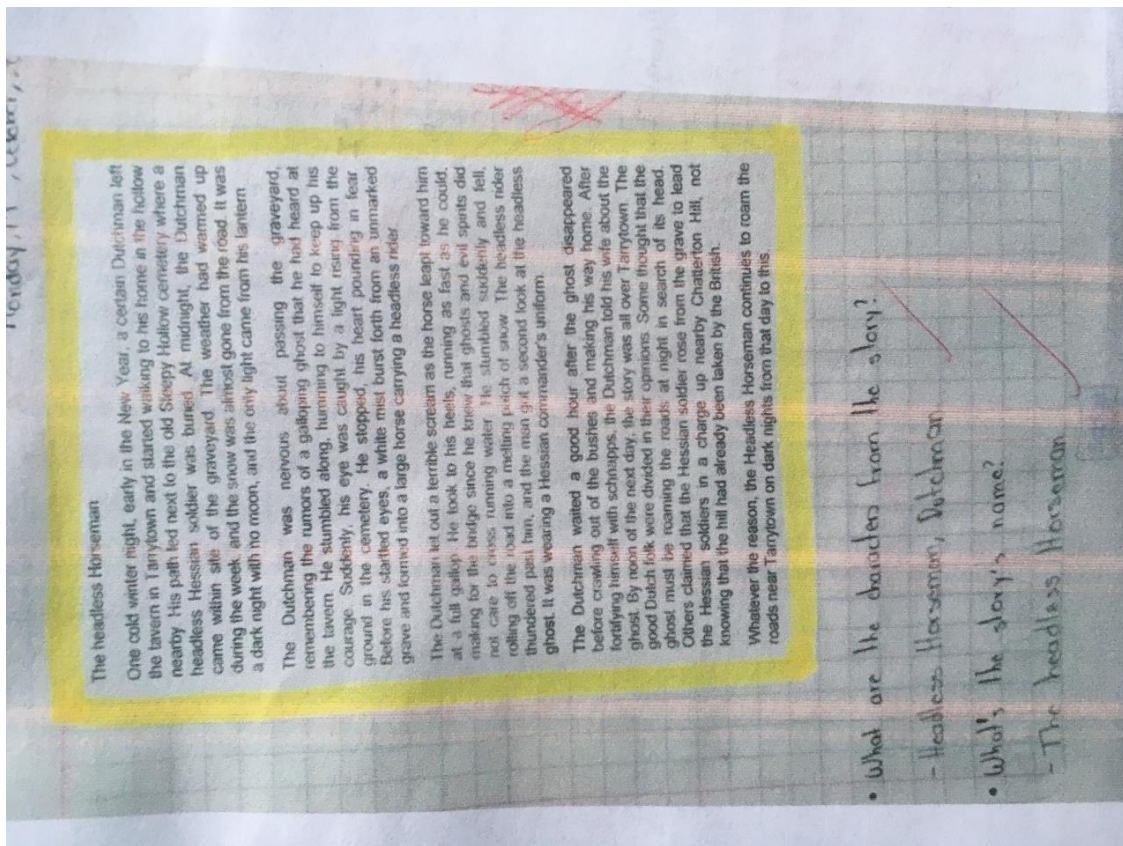 The headless Horseman
One cold winter night, early in the New Year, a certain Dutchman left
the tavern in Tarrytown and started walking to his home in the hollow
nearby. His path led next to the old Sleepy Hollow cemetery where a
headless Hessian soldier was buried. At midnight, the Dutchman
came within site of the graveyard. The weather had warmed up
during the week, and the snow was almost gone from the road. It was
a dark night with no moon, and the only light came from his lantern
The Dutchman was nervous about passing the graveyard,
remembering the rumors of a galloping ghost that he had heard at
the tavern. He stumbled along, humming to himself to keep up his
courage. Suddenly, his eye was caught by a light rising from the
ground in the cemetery. He stopped, his heart pounding in fear
Before his startled eyes, a white mist burst forth from an unmarked
grave and formed into a large horse carrying a headless rider
The Dutchman let out a terrible scream as the horse leapt toward him
at a full gallop. He took to his heels, running as fast as he could,
making for the bridge since he knew that ghosts and evil spirits did
not care to cross running water. He stumbled suddenly and fell,
rolling off the road into a melting patch of snow. The headless rider
thundered past him, and the man got a second look at the headless
ghost. It was wearing a Hessian commander's uniform
The Dutchman waited a good hour after the ghost disappeared
before crawling out of the bushes and making his way home. After
fortifying himself with schnapps, the Dutchman told his wife about the
ghost. By noon of the next day, the story was all over Tarrytown. The
good Dutch folk were divided in their opinions. Some thought that the
ghost must be roaming the roads at night in search of its head.
Others claimed that the Hessian soldier rose from the grave to lead
the Hessian soldiers in a charge up nearby Chatterton Hill, not
knowing that the hill had already been taken by the British.
Whatever the reason, the Headless Horseman continues to roam the
roads near Tarrytown on dark nights from that day to this.
• What are the characters from the story?
- Headless Horseman, Dutchman
• What's the story's name?
- The headless Horseman